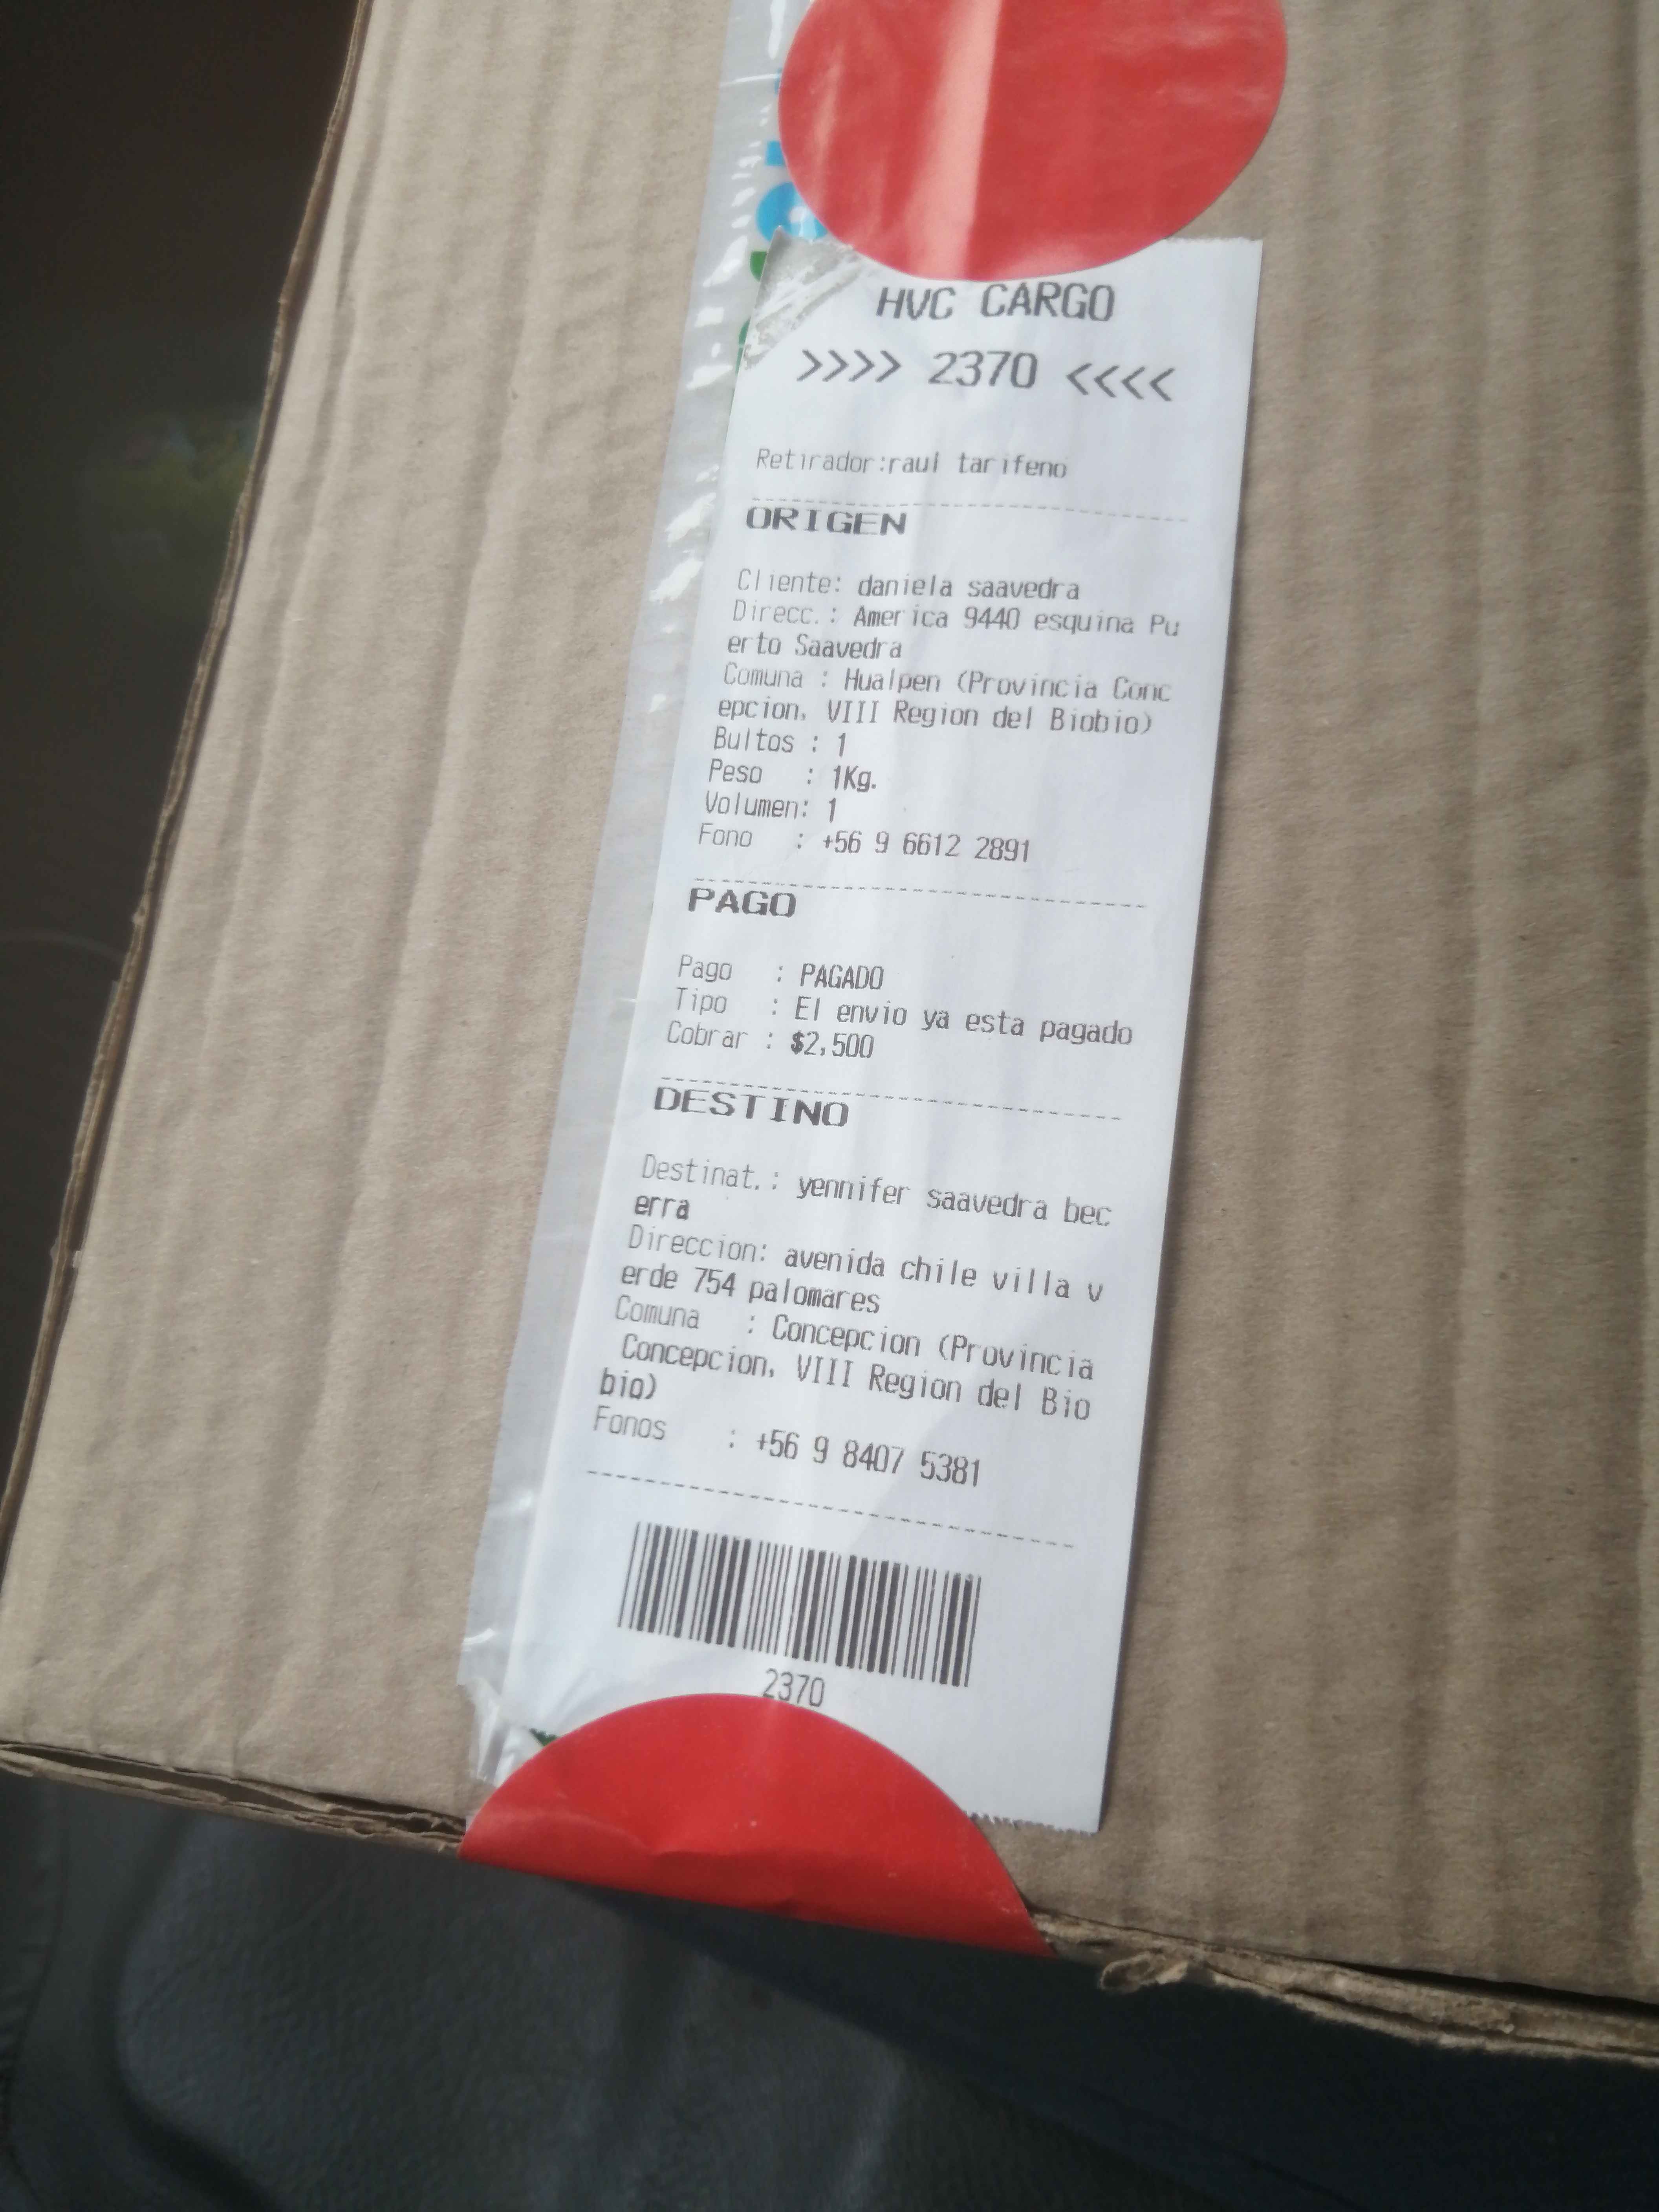 HVC CARGO
>>>> 2370 <<<<
Retirador:raul tarifeno
ORIGEN
Cliente: daniela saavedra
Direcc.: America 9440 esquina Pu
erto Saavedra
Comuna : Hualpen (Provincia Conc
epcion, VIII Region del Biobio)
Bultos : 1
Peso : 1Kg.
Volumen: 1
Fono : +56 9 6612 2891
PAGO
Pago : PAGADO
Tipo : El envio ya esta pagado
Cobrar : $2,500
DESTINO
Destinat.: yennifer saavedra bec
erra
Direccion: avenida chile villa v
erde 754 palomares
Comuna : Concepcion (Provincia
Concepcion, VIII Region del Bio
bio)
Fonos : +56 9 8407 5381
2370